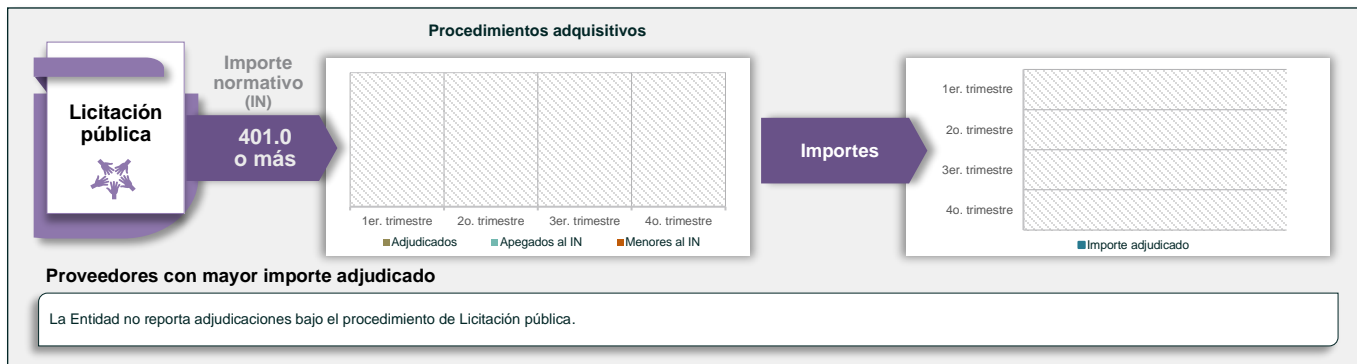 Procedimientos adquisitivos
Licitación
pública
Importe
normativo
(IN)
401.0
o más
1er. trimestre
2o. trimestre
3er. trimestre
4o. trimestre
Adjudicados
Apegados al IN
Menores al IN
Importes
1er. trimestre
2o. trimestre
3er. trimestre
4o. trimestre
Importe adjudicado
Proveedores con mayor importe adjudicado
La Entidad no reporta adjudicaciones bajo el procedimiento de Licitación pública.